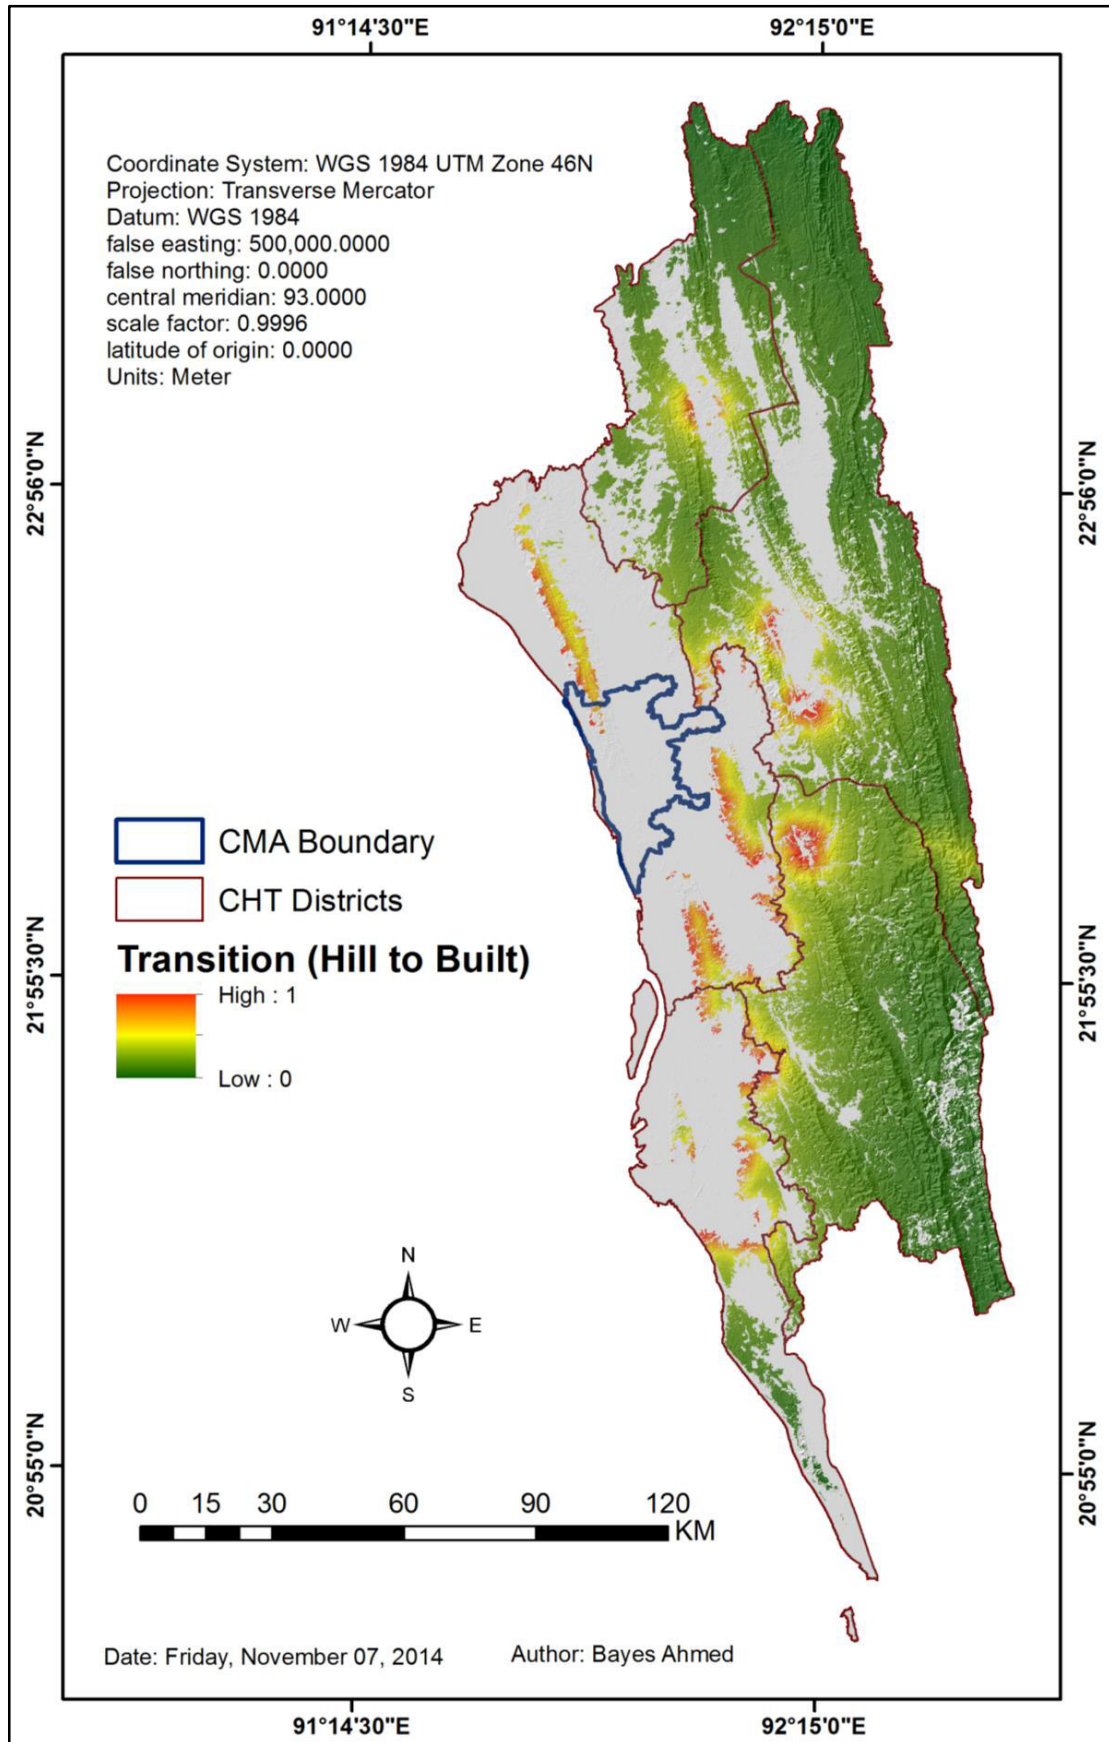 91°14'30"E
92°15'0"E
Coordinate System: WGS 1984 UTM Zone 46N
Projection: Transverse Mercator
Datum: WGS 1984
false easting: 500,000.0000
false northing: 0.0000
central meridian: 93.0000
scale factor: 0.9996
latitude of origin: 0.0000
Units: Meter
22°56'0"N
22°56'0"N
CMA Boundary
CHT Districts
Transition (Hill to Built)
High : 1
Low : 0
21°55'30"N
21°55'30"N
N
W
E
S
20°55'0"N
20°55'0"N
0 15 30 60 90 120
KM
Date: Friday, November 07, 2014
Author: Bayes Ahmed
91°14'30"E
92°15'0"E